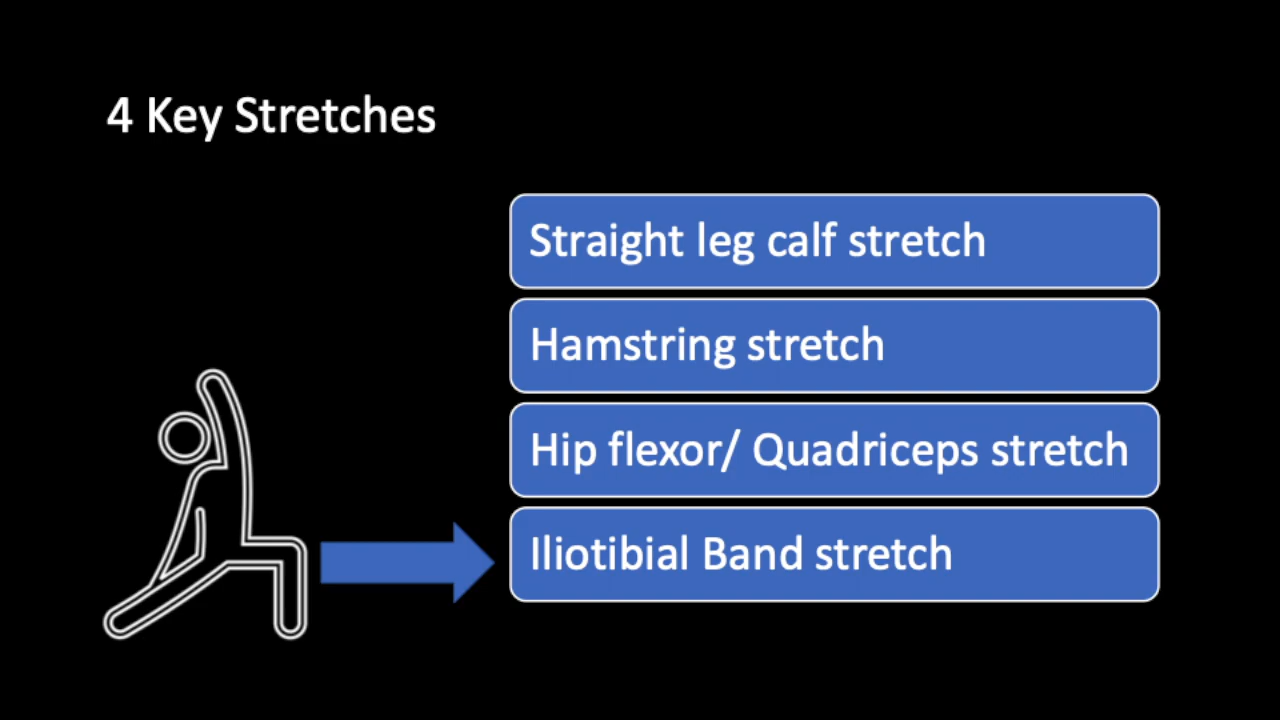 4 Key Stretches
Straight leg calf stretch
Hamstring stretch
Hip flexor/ Quadriceps stretch
Iliotibial Band stretch